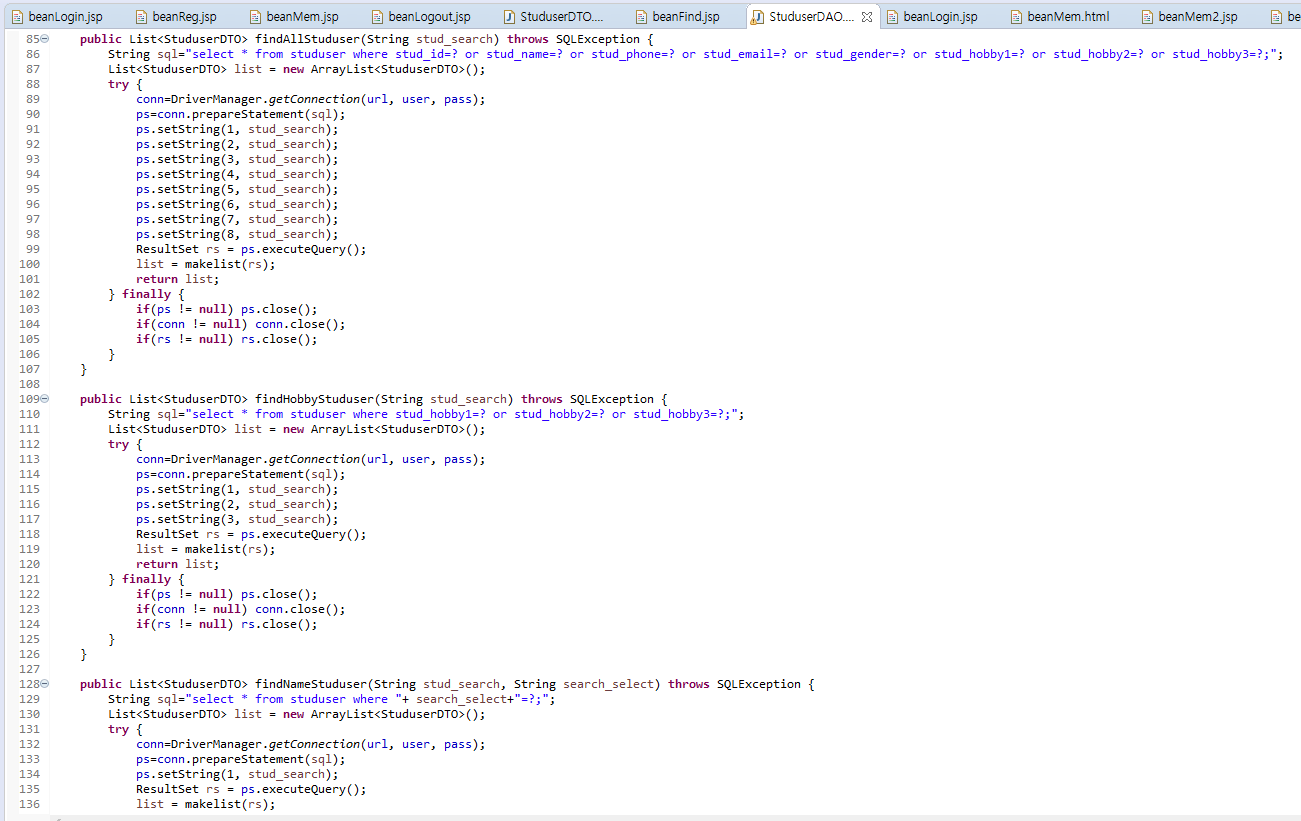 beanLogin.jsp beanReg.jsp beanMem.jsp beanLogout.jsp StuduserDTO.... beanFind.jsp StuduserDAO.... beanLogin.jsp beanMem.html beanMem2.jsp be
85 public List<StuduserDTO> findAllStuduser(String stud_search) throws SQLException {
86 String sql="select * from studuser where stud_id=? or stud_name=? or stud_phone=? or stud_email=? or stud_gender=? or stud_hobby1=? or stud_hobby2=? or stud_hobby3=?;";
87 List<StuduserDTO> list = new ArrayList<StuduserDTO>();
88 try {
89 conn=DriverManager.getConnection(url, user, pass);
90 ps=conn.prepareStatement(sql);
91 ps.setString(1, stud_search);
92 ps.setString(2, stud_search);
93 ps.setString(3, stud_search);
94 ps.setString(4, stud_search);
95 ps.setString(5, stud_search);
96 ps.setString(6, stud_search);
97 ps.setString(7, stud_search);
98 ps.setString(8, stud_search);
99 ResultSet rs = ps.executeQuery();
100 list = makelist(rs);
101 return list;
102 } finally {
103 if(ps != null) ps.close();
104 if(conn != null) conn.close();
105 if(rs != null) rs.close();
106 }
107 }
108
109 public List<StuduserDTO> findHobbyStuduser(String stud_search) throws SQLException {
110 String sql="select * from studuser where stud_hobby1=? or stud_hobby2=? or stud_hobby3=?;";
111 List<StuduserDTO> list = new ArrayList<StuduserDTO>();
112 try {
113 conn=DriverManager.getConnection(url, user, pass);
114 ps=conn.prepareStatement(sql);
115 ps.setString(1, stud_search);
116 ps.setString(2, stud_search);
117 ps.setString(3, stud_search);
118 ResultSet rs = ps.executeQuery();
119 list = makelist(rs);
120 return list;
121 } finally {
122 if(ps != null) ps.close();
123 if(conn != null) conn.close();
124 if(rs != null) rs.close();
125 }
126 }
127
128 public List<StuduserDTO> findNameStuduser(String stud_search, String search_select) throws SQLException {
129 String sql="select * from studuser where "+ search_select+"=?;";
130 List<StuduserDTO> list = new ArrayList<StuduserDTO>();
131 try {
132 conn=DriverManager.getConnection(url, user, pass);
133 ps=conn.prepareStatement(sql);
134 ps.setString(1, stud_search);
135 ResultSet rs = ps.executeQuery();
136 list = makelist(rs);